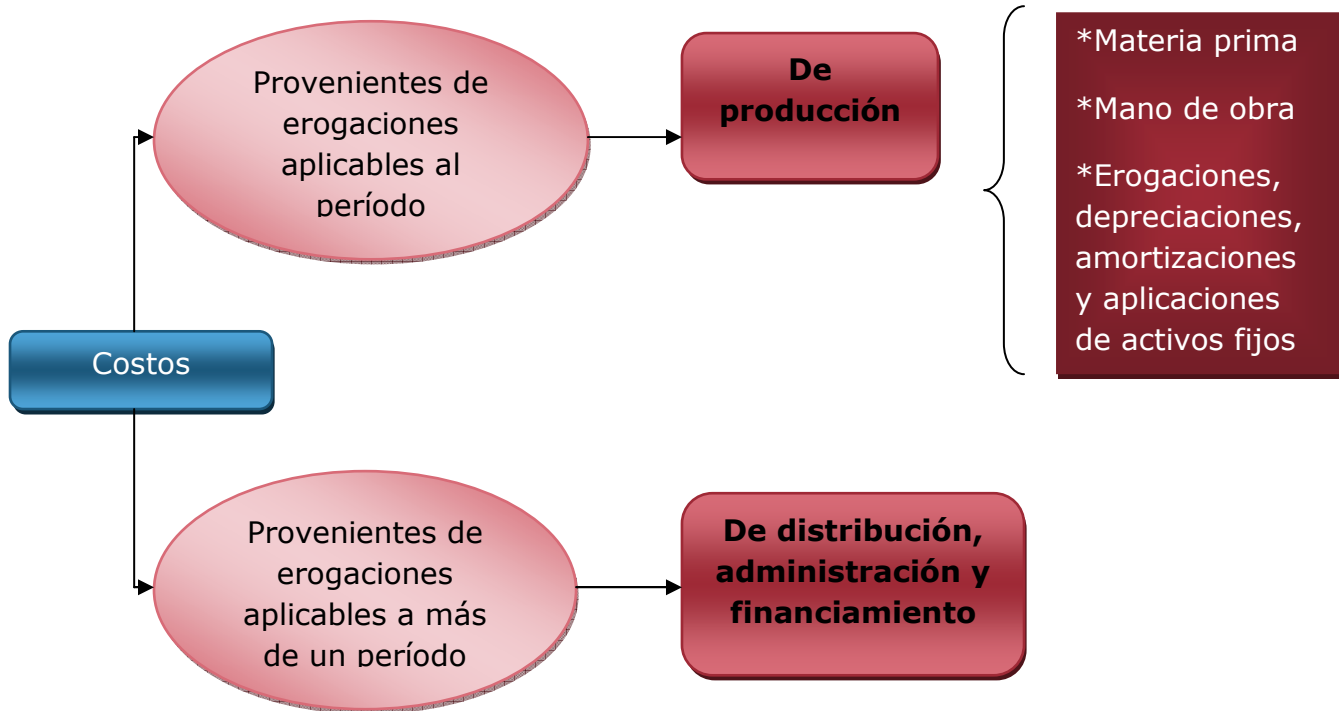 Provenientes de
erogaciones
aplicables al
período
De
producción
*Materia prima
*Mano de obra
*Erogaciones,
depreciaciones,
amortizaciones
y aplicaciones
de activos fijos
Costos
Provenientes de
erogaciones
aplicables a más
de un período
De distribución,
administración y
financiamiento